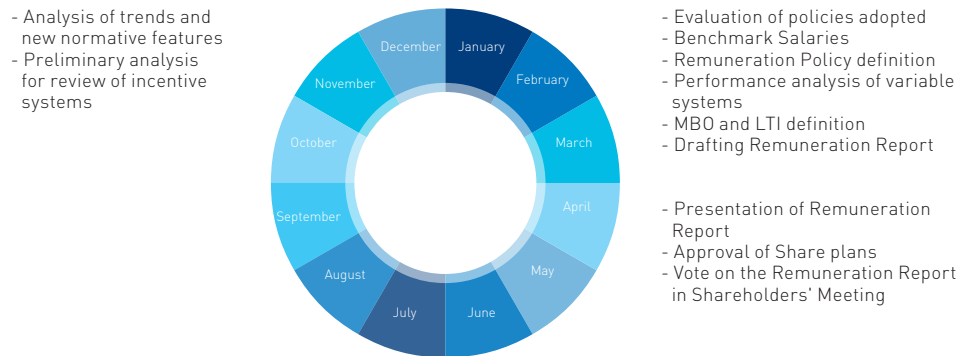 - Analysis of trends and
new normative features
- Preliminary analysis
for review of incentive
systems
December
January
November
February
October
March
September
April
August
May
July
June
- Evaluation of policies adopted
- Benchmark Salaries
- Remuneration Policy definition
- Performance analysis of variable
systems
- MBO and LTI definition
- Drafting Remuneration Report
- Presentation of Remuneration
Report
- Approval of Share plans
- Vote on the Remuneration Report
in Shareholders' Meeting